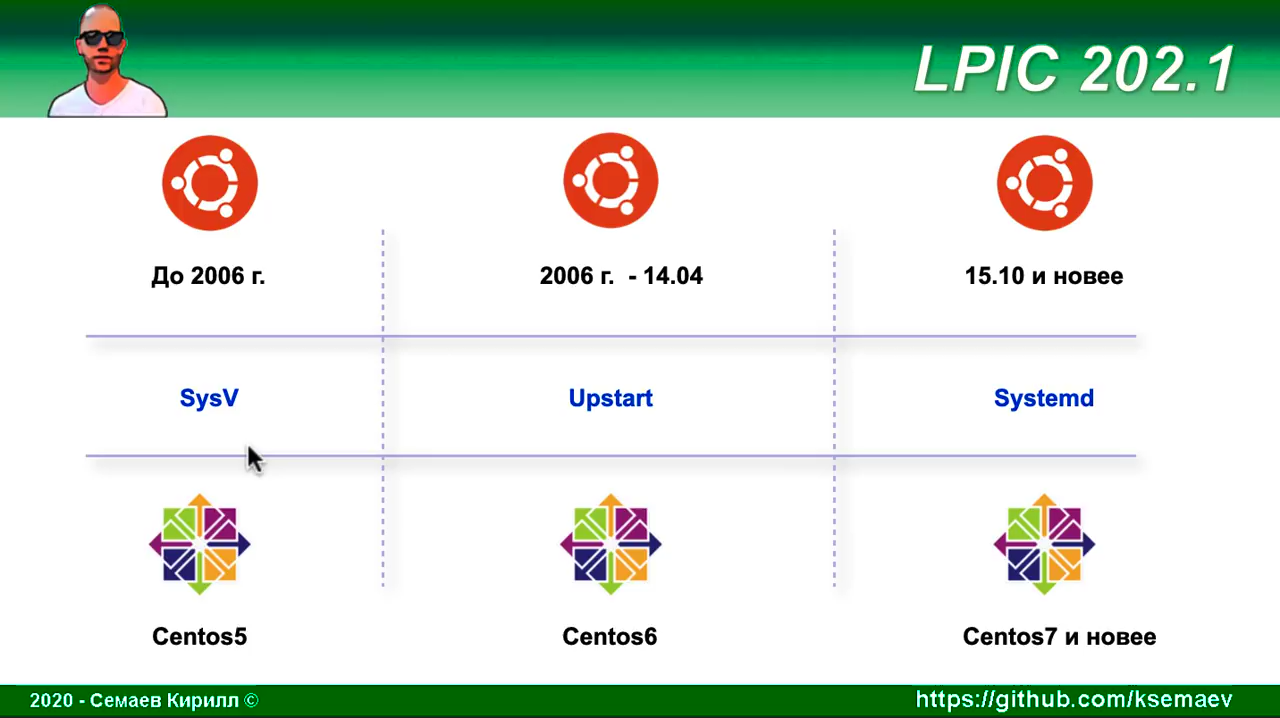 LPIC 202.1
До 2006 г.
2006 г. - 14.04
15.10 и новее
SysV
Upstart
Systemd
Centos5
Centos6
Centos7 и новее
2020 - Семаев Кирилл ©
https://github.com/ksemaev